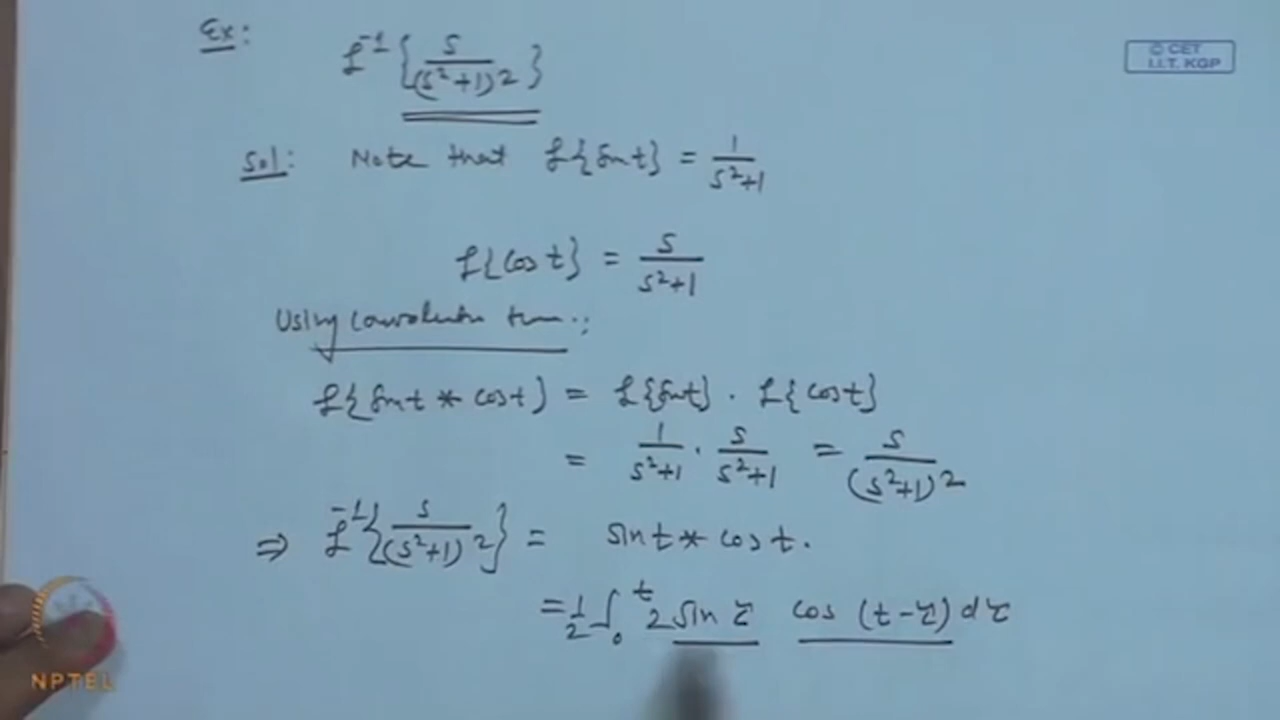 Ex: £⁻¹{s/(s²+1)²}
© CET
I.I.T. KGP
Sol: Note that £{sin t} = 1/(s²+1)
£{cos t} = s/(s²+1)
Using
£{sin t * cos t} = £{sin t} . £{cos t}
= 1/(s²+1) . s/(s²+1) = s/(s²+1)²
⇒ £⁻¹{s/(s²+1)²} = sin t * cos t.
= 1/2 ∫₀ᵗ 2 sin τ cos (t-τ) dτ
NPTEL